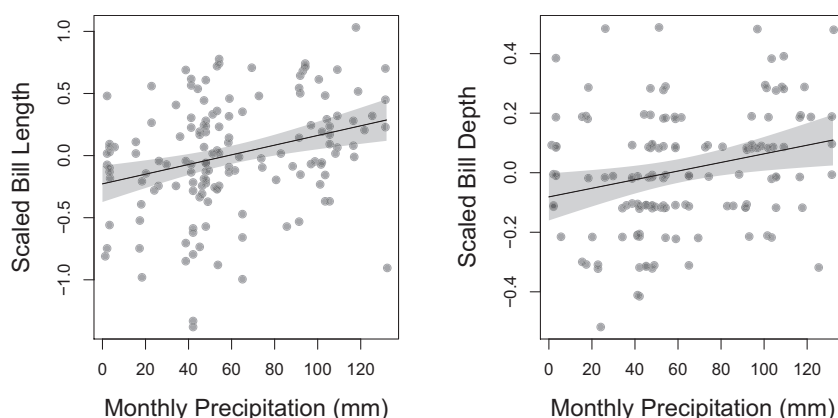 Scaled Bill Length
1.0
0.5
0.0
−0.5
−1.0
0 20 40 60 80 100 120
Monthly Precipitation (mm)
Scaled Bill Depth
0.4
0.2
0.0
−0.2
−0.4
0 20 40 60 80 100 120
Monthly Precipitation (mm)